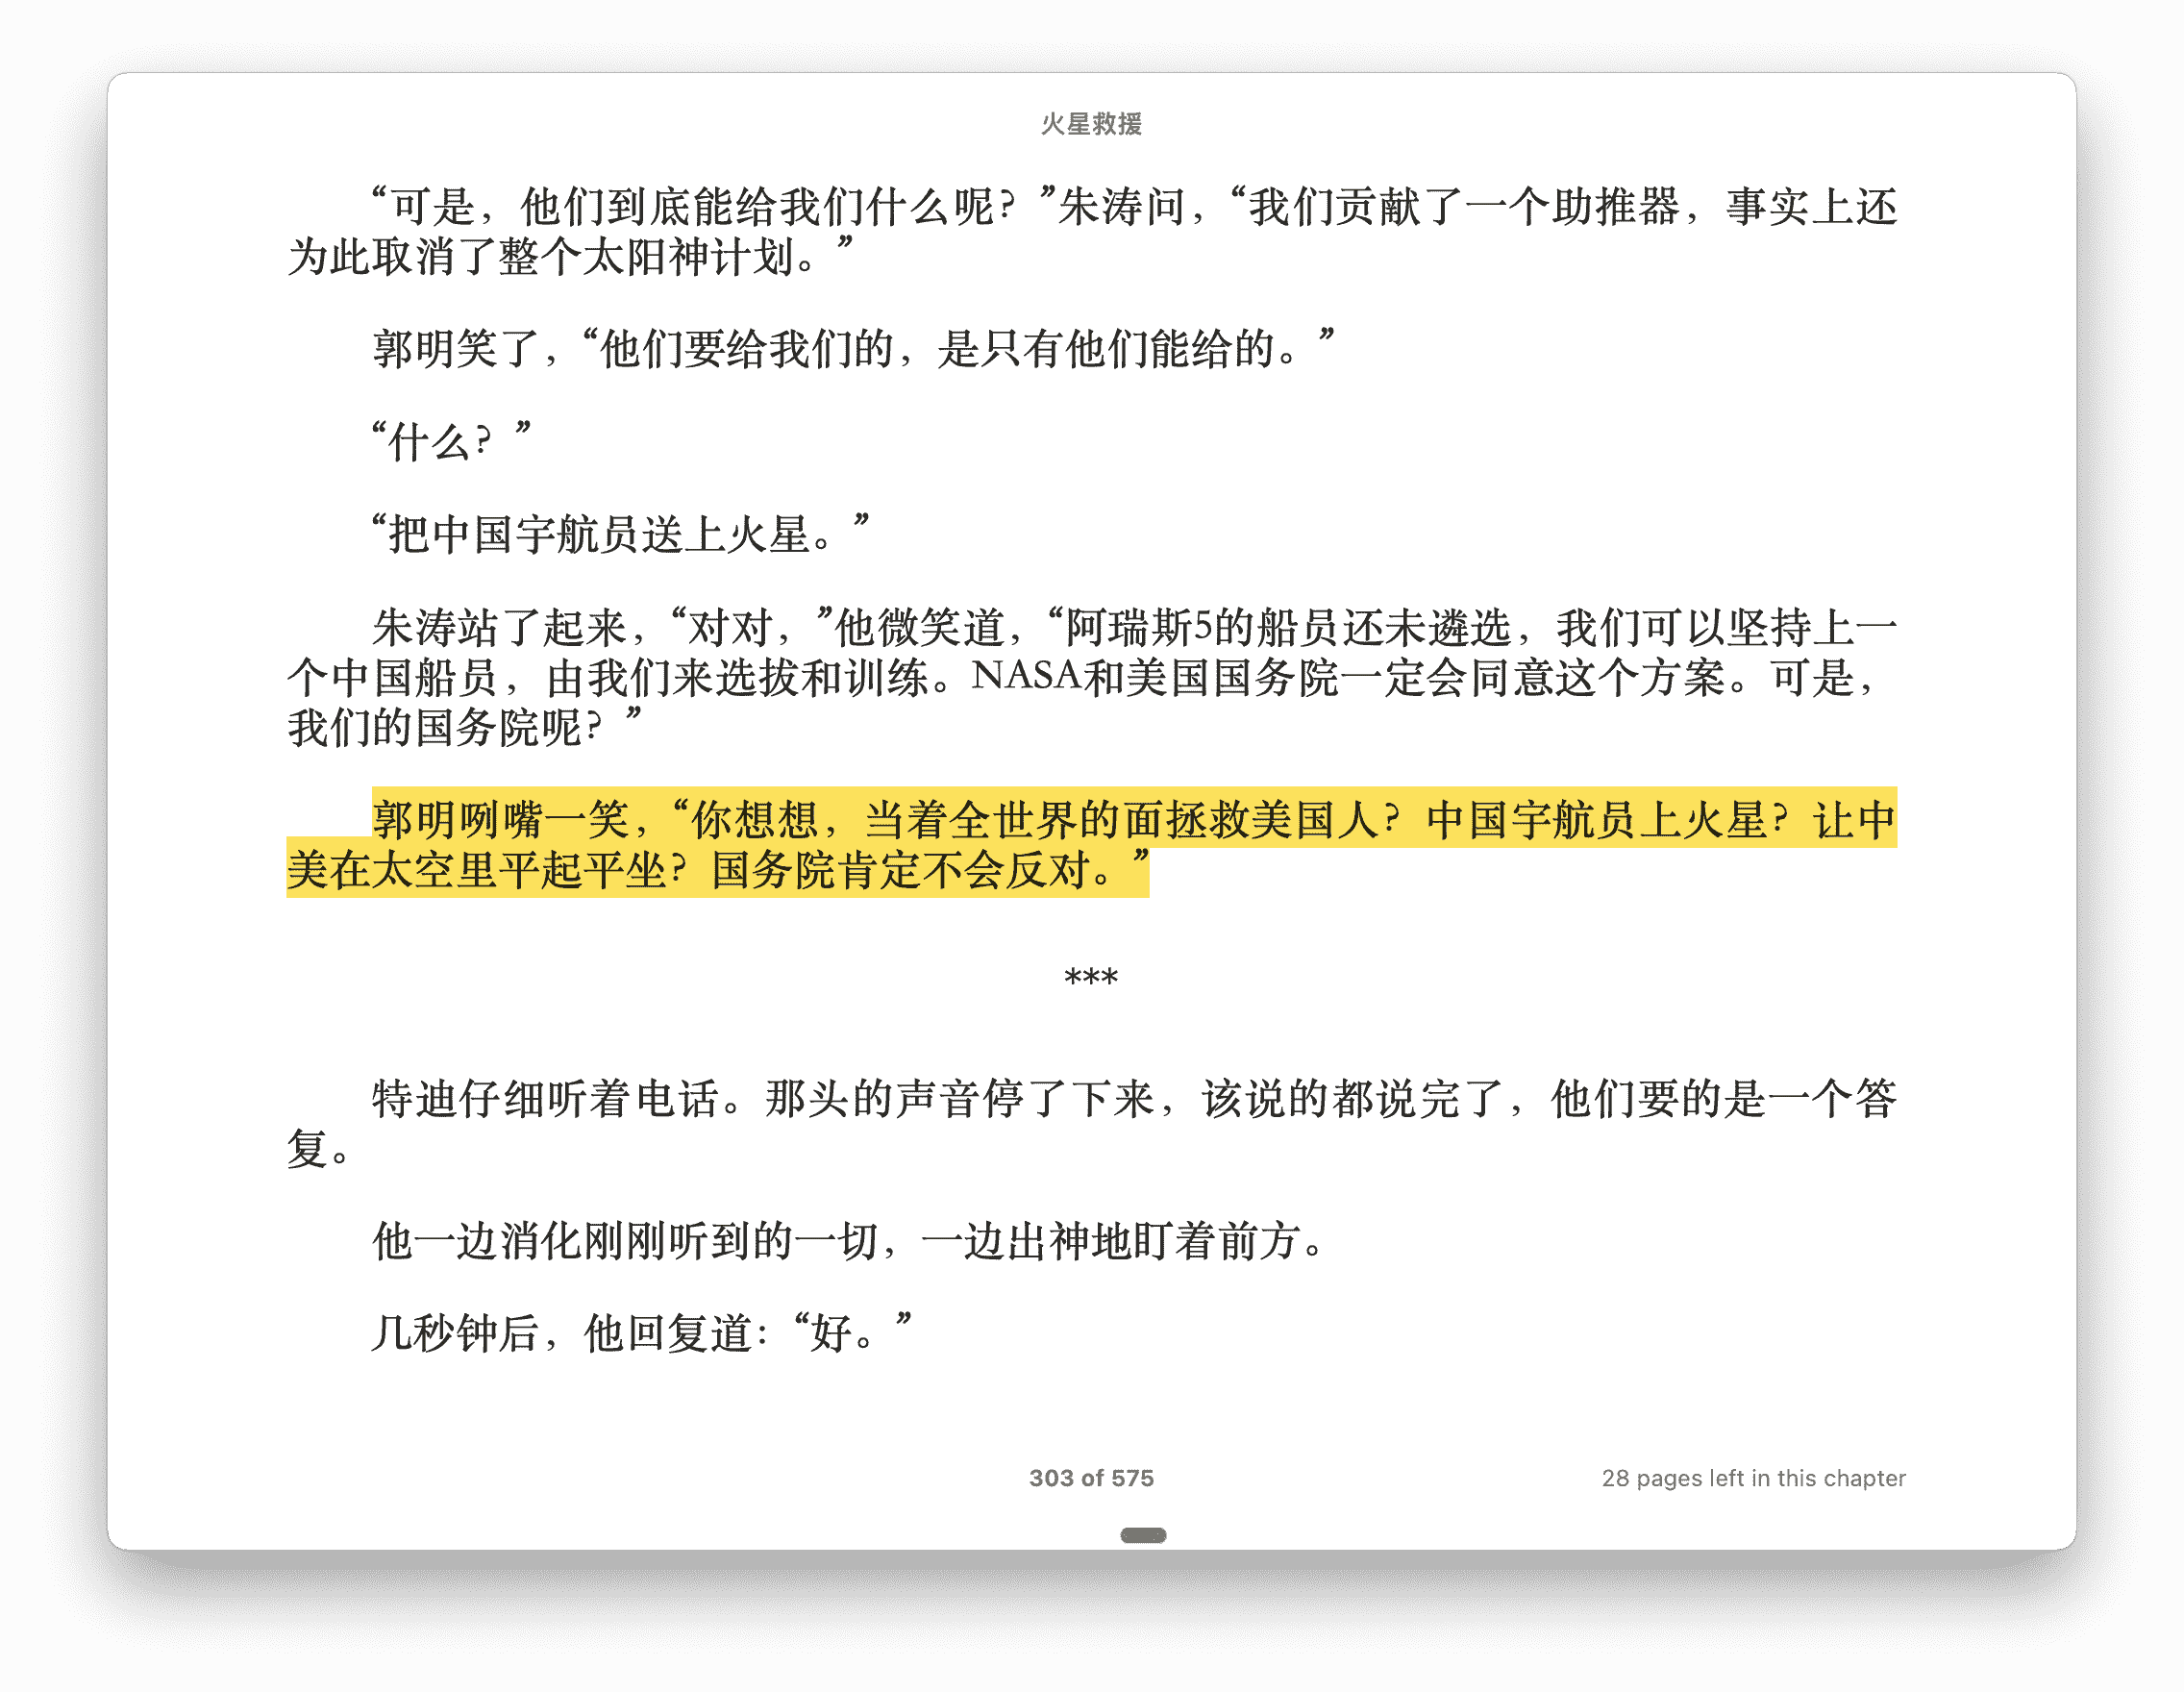 火星救援
“可是，他们到底能给我们什么呢？”朱涛问，“我们贡献了一个助推器，事实上还
为此取消了整个太阳神计划。”
郭明笑了，“他们要给我们的，是只有他们能给的。”
“什么？”
“把中国宇航员送上火星。”
朱涛站了起来，“对对，”他微笑道，“阿瑞斯5的船员还未遴选，我们可以坚持上一
个中国船员，由我们来选拔和训练。NASA和美国国务院一定会同意这个方案。可是，
我们的国务院呢？”
郭明咧嘴一笑，“你想想，当着全世界的面拯救美国人？中国宇航员上火星？让中
美在太空里平起平坐？国务院肯定不会反对。”
***
特迪仔细听着电话。那头的声音停了下来，该说的都说完了，他们要的是一个答
复。
他一边消化刚刚听到的一切，一边出神地盯着前方。
几秒钟后，他回复道：“好。”
303 of 575
28 pages left in this chapter